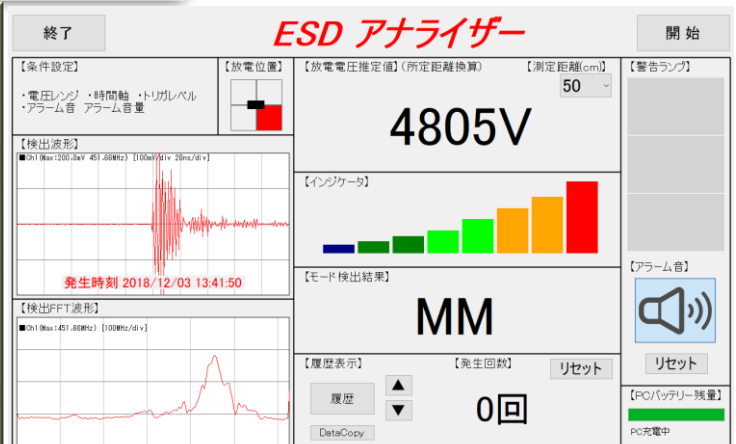 終了
ESD アナライザー
開始
【条件設定】
・電圧レンジ ・時間軸 ・トリガレベル
・アラーム音 アラーム音量
【放電位置】
【放電電圧推定値】(所定距離換算)
【測定距離(cm)】
50
4805V
【警告ランプ】
【検出波形】
■Ch1(Max:200.0mV 451.66MHz) [100mV/div 20ns/div]
発生時刻 2018/12/03 13:41:50
【インジケータ】
【モード検出結果】
MM
【アラーム音】
リセット
【検出FFT波形】
■Ch1(Max:451.66MHz) [100MHz/div]
【履歴表示】
履歴
▲
▼
DataCopy
【発生回数】
リセット
0回
【PCバッテリー残量】
PC充電中